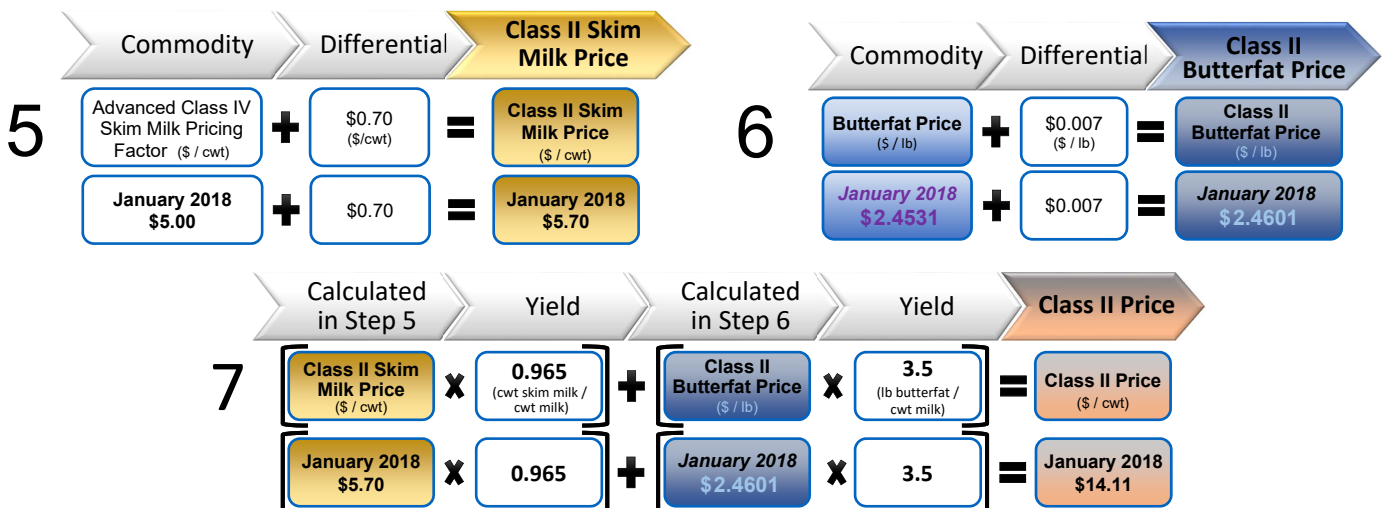 Commodity
Differential
Class II Skim
Milk Price
5
Advanced Class IV
Skim Milk Pricing
Factor ($ / cwt)
+
$0.70
($/cwt)
=
Class II Skim
Milk Price
($ / cwt)
January 2018
$5.00
+
$0.70
=
January 2018
$5.70
Commodity
Differential
Class II
Butterfat Price
6
Butterfat Price
($ / lb)
+
$0.007
($ / lb)
=
Class II
Butterfat Price
($ / lb)
January 2018
$2.4531
+
$0.007
=
January 2018
$2.4601
Calculated
in Step 5
Yield
Calculated
in Step 6
Yield
Class II Price
7
[
Class II Skim
Milk Price
($ / cwt)
×
0.965
(cwt skim milk /
cwt milk)
]
+
[
Class II
Butterfat Price
($ / lb)
×
3.5
(lb butterfat /
cwt milk)
]
=
Class II Price
($ / cwt)
[
January 2018
$5.70
×
0.965
]
+
[
January 2018
$2.4601
×
3.5
]
=
January 2018
$14.11